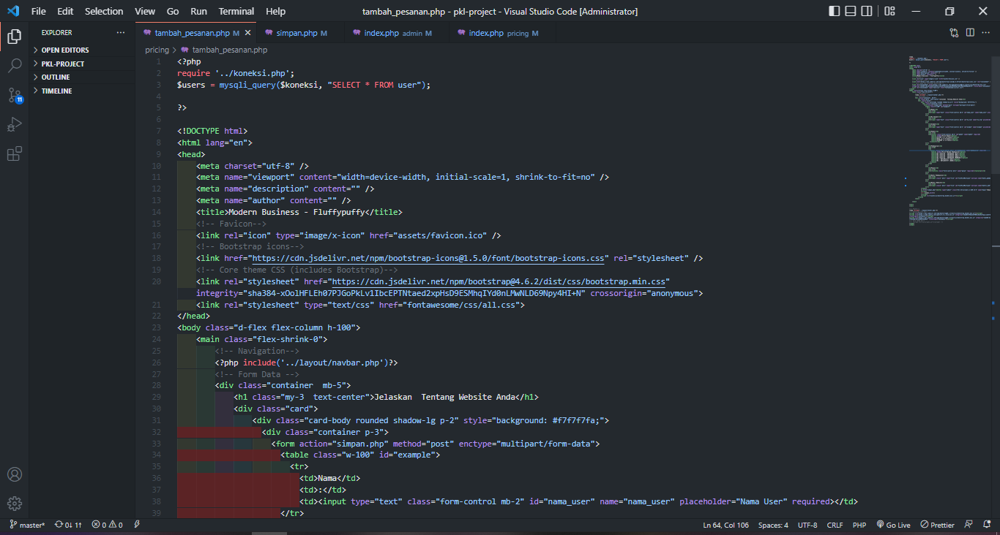 File Edit Selection View Go Run Terminal Help
tambah_pesanan.php - pkl-project - Visual Studio Code [Administrator]
EXPLORER
OPEN EDITORS
PKL-PROJECT
OUTLINE
TIMELINE
11
tambah_pesanan.php M
simpan.php M
index.php admin M
index.php pricing M
pricing > tambah_pesanan.php
1 <?php
2 require '../koneksi.php';
3 $users = mysqli_query($koneksi, "SELECT * FROM user");
4
5 ?>
6
7 <!DOCTYPE html>
8 <html lang="en">
9 <head>
10 <meta charset="utf-8" />
11 <meta name="viewport" content="width=device-width, initial-scale=1, shrink-to-fit=no" />
12 <meta name="description" content="" />
13 <meta name="author" content="" />
14 <title>Modern Business - Fluffypuffy</title>
15 <!-- Favicon-->
16 <link rel="icon" type="image/x-icon" href="assets/favicon.ico" />
17 <!-- Bootstrap icons-->
18 <link href="https://cdn.jsdelivr.net/npm/bootstrap-icons@1.5.0/font/bootstrap-icons.css" rel="stylesheet" />
19 <!-- Core theme CSS (includes Bootstrap)-->
20 <link rel="stylesheet" href="https://cdn.jsdelivr.net/npm/bootstrap@4.6.2/dist/css/bootstrap.min.css"
integrity="sha384-xOolHFLEh07PJGoPkLv1IbcEPTNtaed2xpHsD9ESMhqIYd0nLMwNLD69Npy4HI+N" crossorigin="anonymous">
21 <link rel="stylesheet" type="text/css" href="fontawesome/css/all.css">
22 </head>
23 <body class="d-flex flex-column h-100">
24 <main class="flex-shrink-0">
25 <!-- Navigation-->
26 <?php include('../layout/navbar.php')?>
27 <!-- Form Data -->
28 <div class="container  mb-5">
29 <h1 class="my-3  text-center">Jelaskan  Tentang Website Anda</h1>
30 <div class="card">
31 <div class="card-body rounded shadow-lg p-2" style="background: #f7f7f7fa;">
32 <div class="container p-3">
33 <form action="simpan.php" method="post" enctype="multipart/form-data">
34 <table class="w-100" id="example">
35 <tr>
36 <td>Nama</td>
37 <td>:</td>
38 <td><input type="text" class="form-control mb-2" id="nama_user" name="nama_user" placeholder="Nama User" required></td>
39 </tr>
master* 0↓ 1↑ 0 0
Ln 64, Col 106 Spaces: 4 UTF-8 CRLF PHP Go Live Prettier